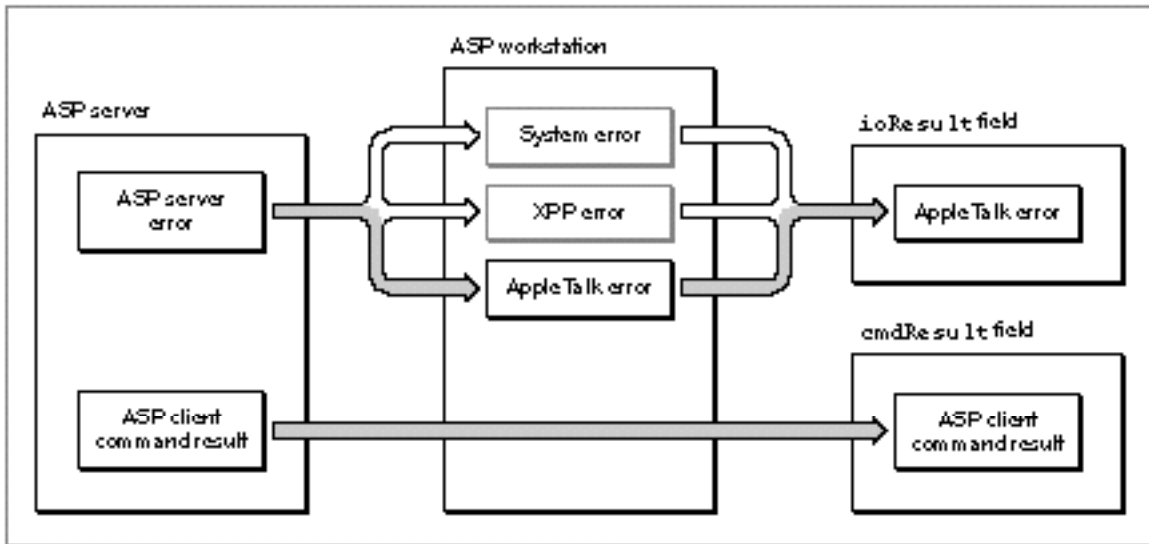 ASP workstation
ASP server
System error
ioResult field
ASP server
error
XPP error
AppleTalk error
AppleTalk error
cmdResult field
ASP client
command result
ASP client
command result